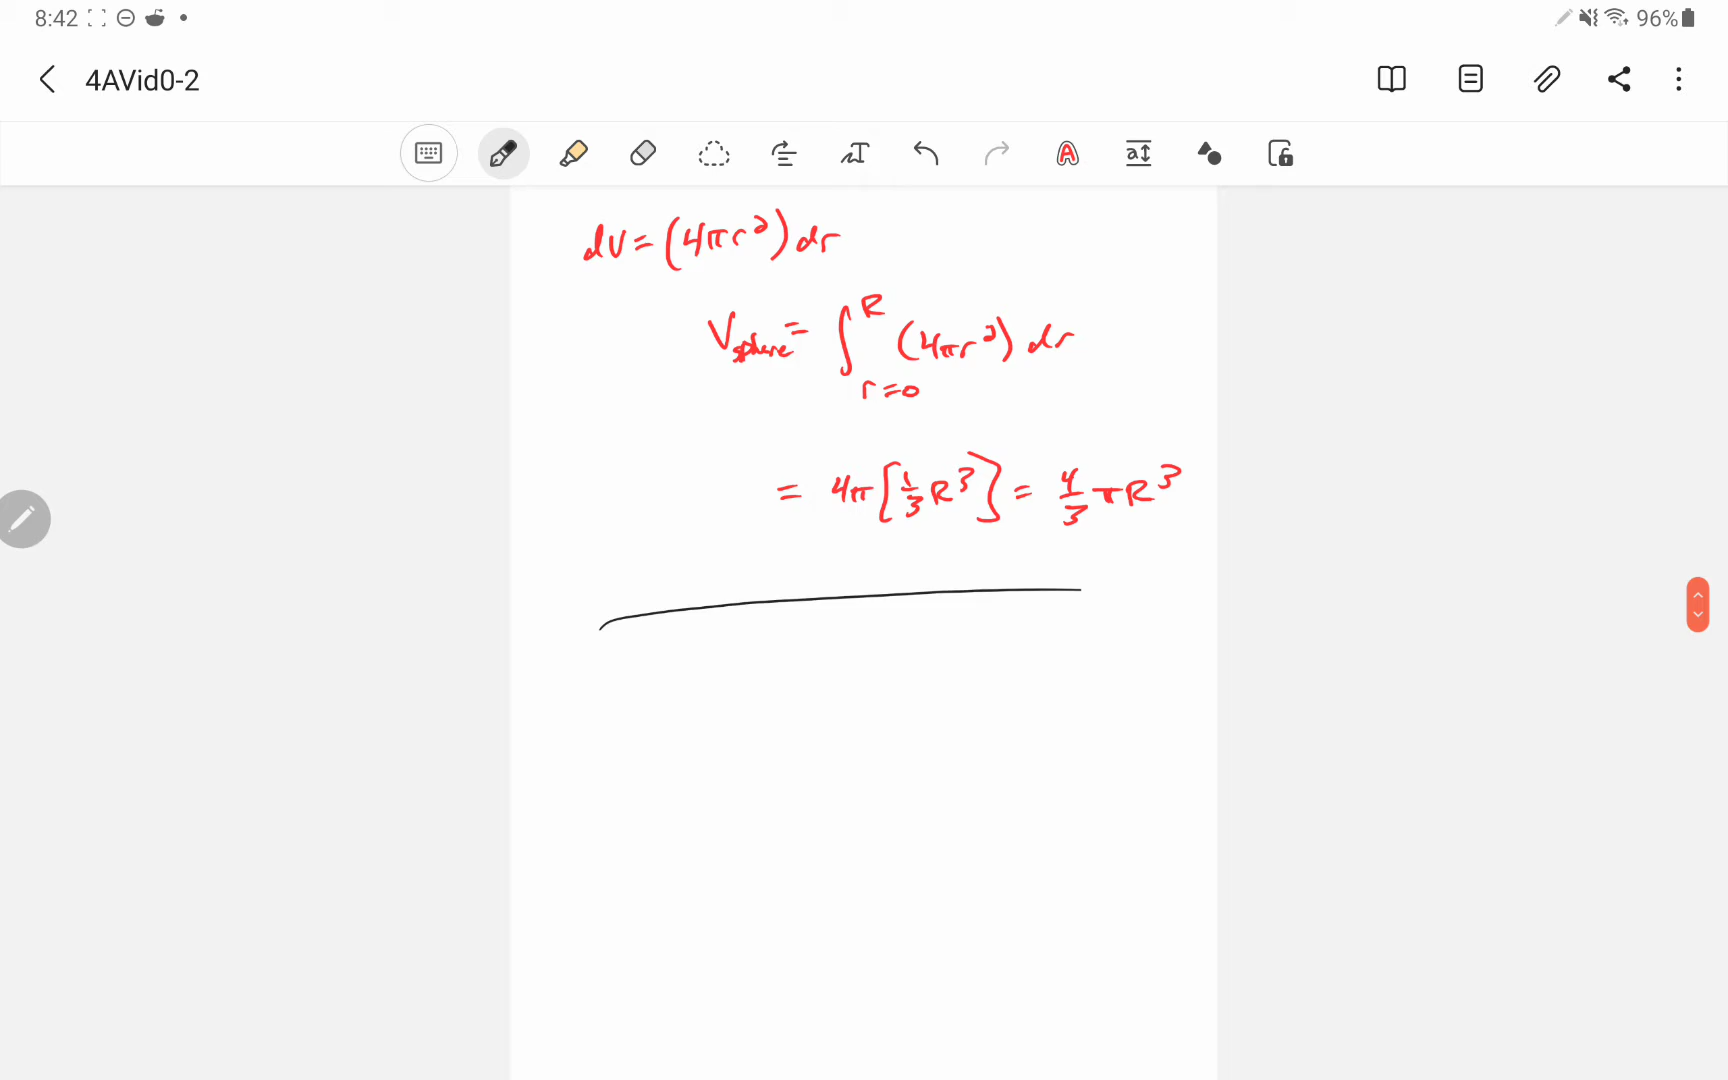 8:42 96%
4AVid0-2
dV = (4πr²) dr
V_sphere = ∫_{r=0}^{R} (4πr²) dr
= 4π[⅓R³] = 4/3 πR³